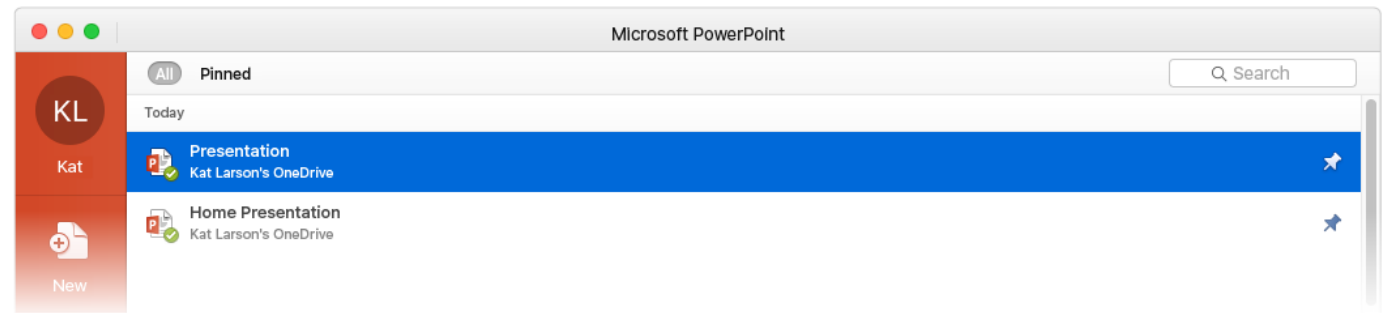 Microsoft PowerPoint
All Pinned
Search
KL
Kat
New
Today
Presentation
Kat Larson's OneDrive
Home Presentation
Kat Larson's OneDrive